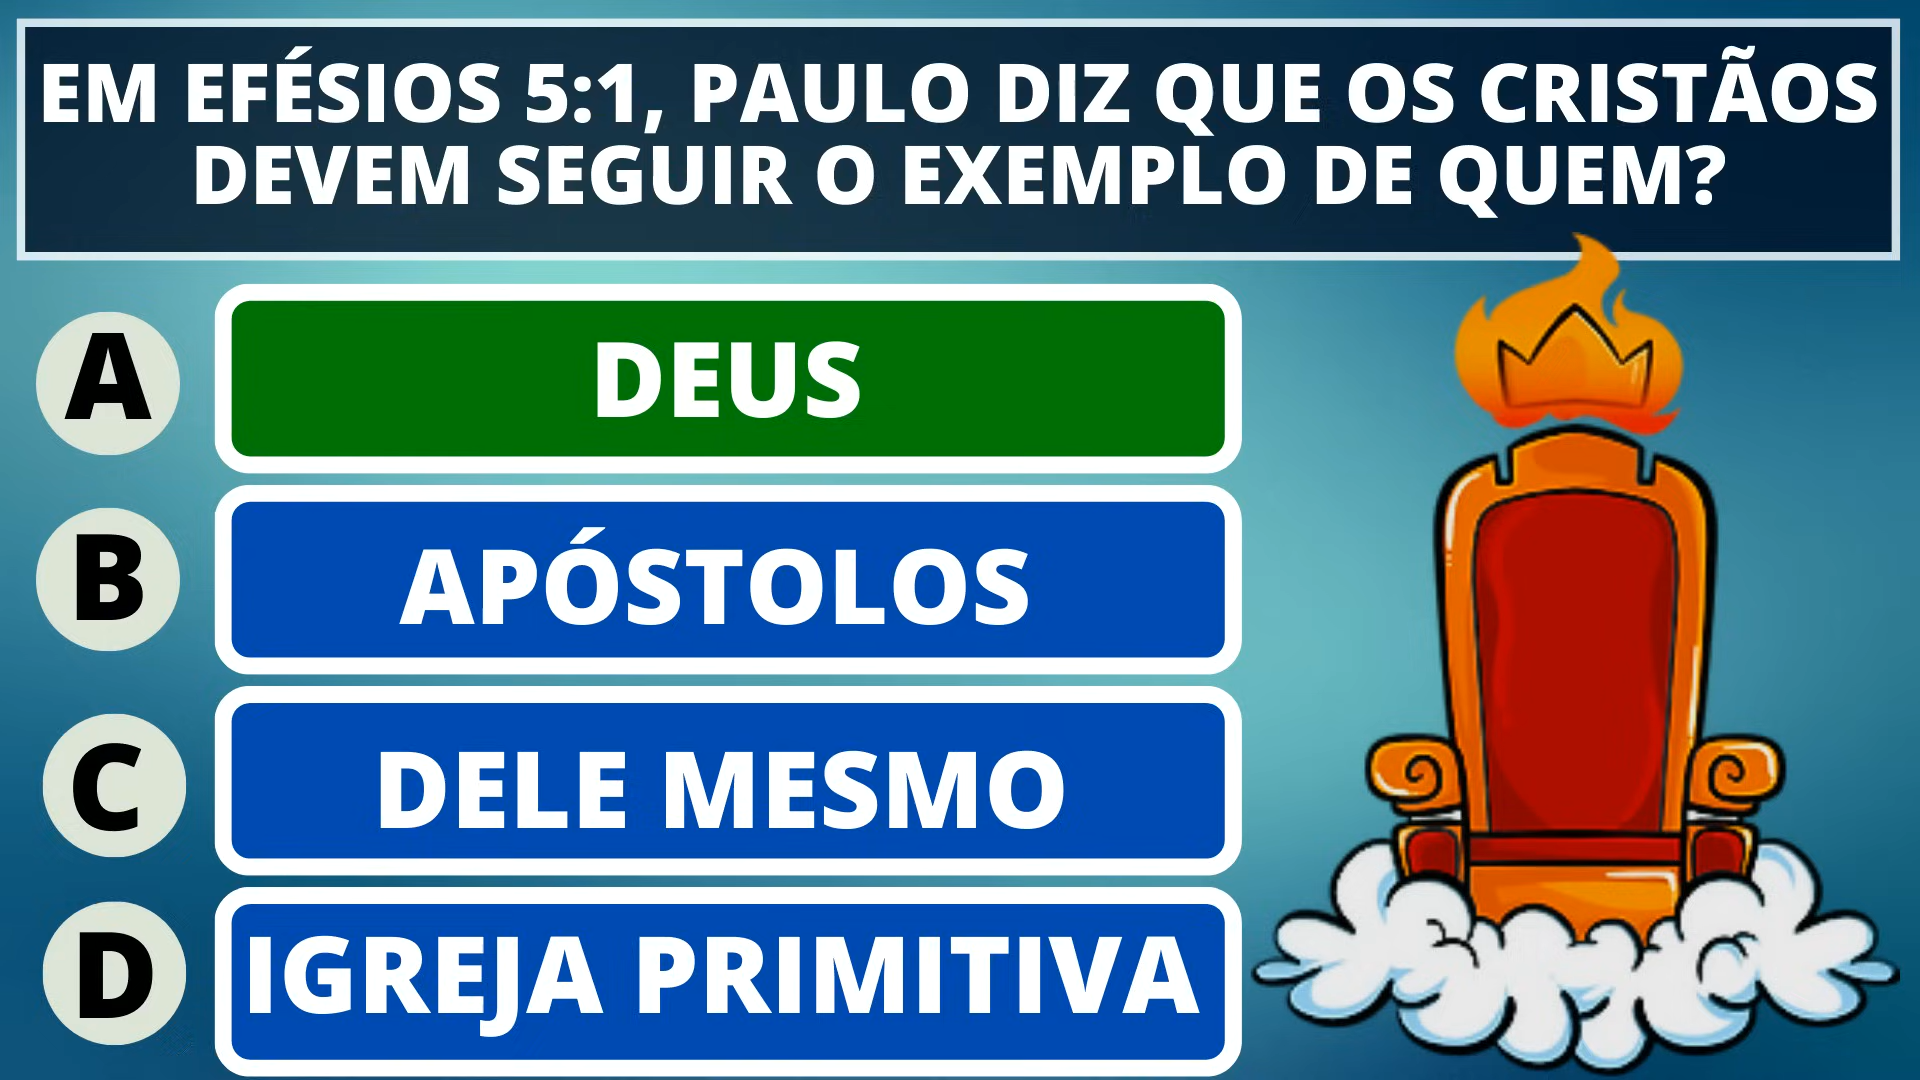 EM EFÉSIOS 5:1, PAULO DIZ QUE OS CRISTÃOS
DEVEM SEGUIR O EXEMPLO DE QUEM?
A DEUS
B APÓSTOLOS
C DELE MESMO
D IGREJA PRIMITIVA